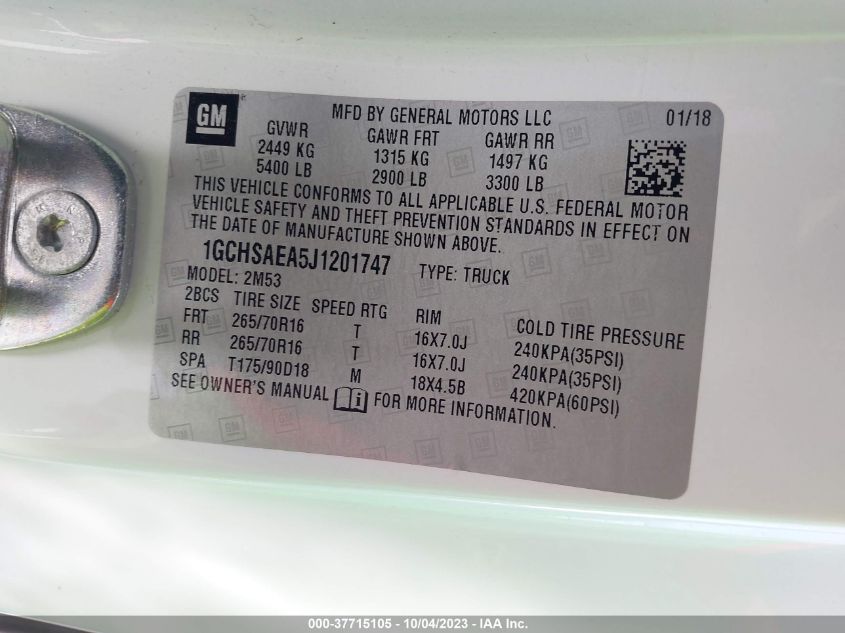 GM
MFD BY GENERAL MOTORS LLC 01/18
GVWR GAWR FRT GAWR RR
2449 KG 1315 KG 1497 KG
5400 LB 2900 LB 3300 LB
THIS VEHICLE CONFORMS TO ALL APPLICABLE U.S. FEDERAL MOTOR
VEHICLE SAFETY AND THEFT PREVENTION STANDARDS IN EFFECT ON
THE DATE OF MANUFACTURE SHOWN ABOVE.
1GCHSAEA5J1201747 TYPE: TRUCK
MODEL: 2M53
2BCS TIRE SIZE SPEED RTG RIM COLD TIRE PRESSURE
FRT 265/70R16 T 16X7.0J 240KPA(35PSI)
RR 265/70R16 T 16X7.0J 240KPA(35PSI)
SPA T175/90D18 M 18X4.5B 420KPA(60PSI)
SEE OWNER'S MANUAL FOR MORE INFORMATION.
000-37715105 - 10/04/2023 - IAA Inc.